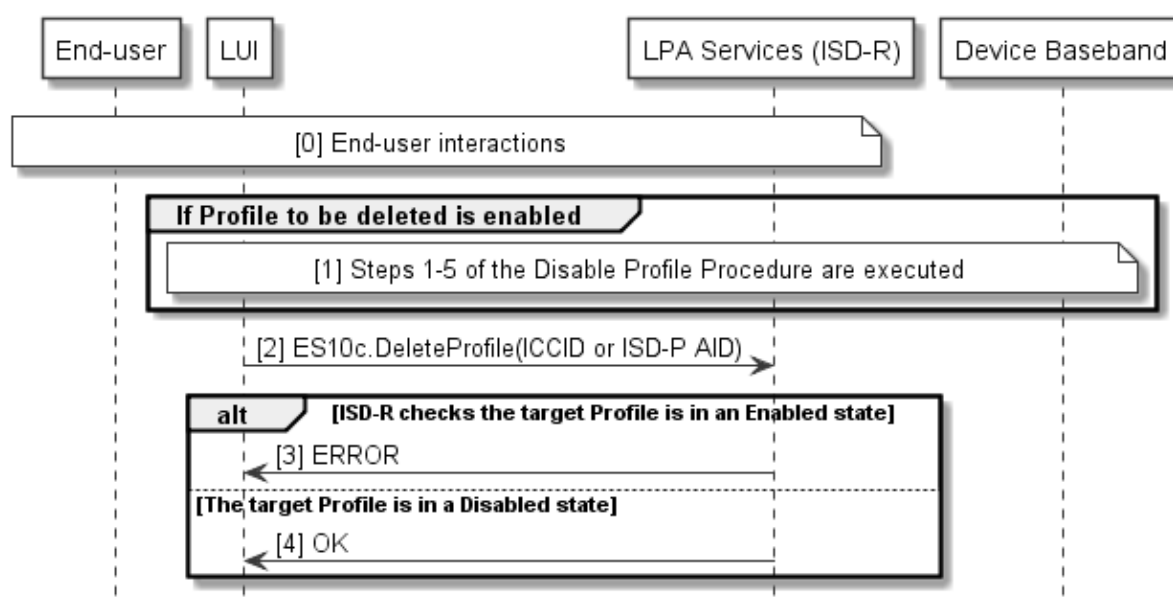 End-user
LUI
LPA Services (ISD-R)
Device Baseband
[0] End-user interactions
If Profile to be deleted is enabled
[1] Steps 1-5 of the Disable Profile Procedure are executed
[2] ES10c.DeleteProfile(ICCID or ISD-P AID)
alt
[ISD-R checks the target Profile is in an Enabled state]
[3] ERROR
[The target Profile is in a Disabled state]
[4] OK